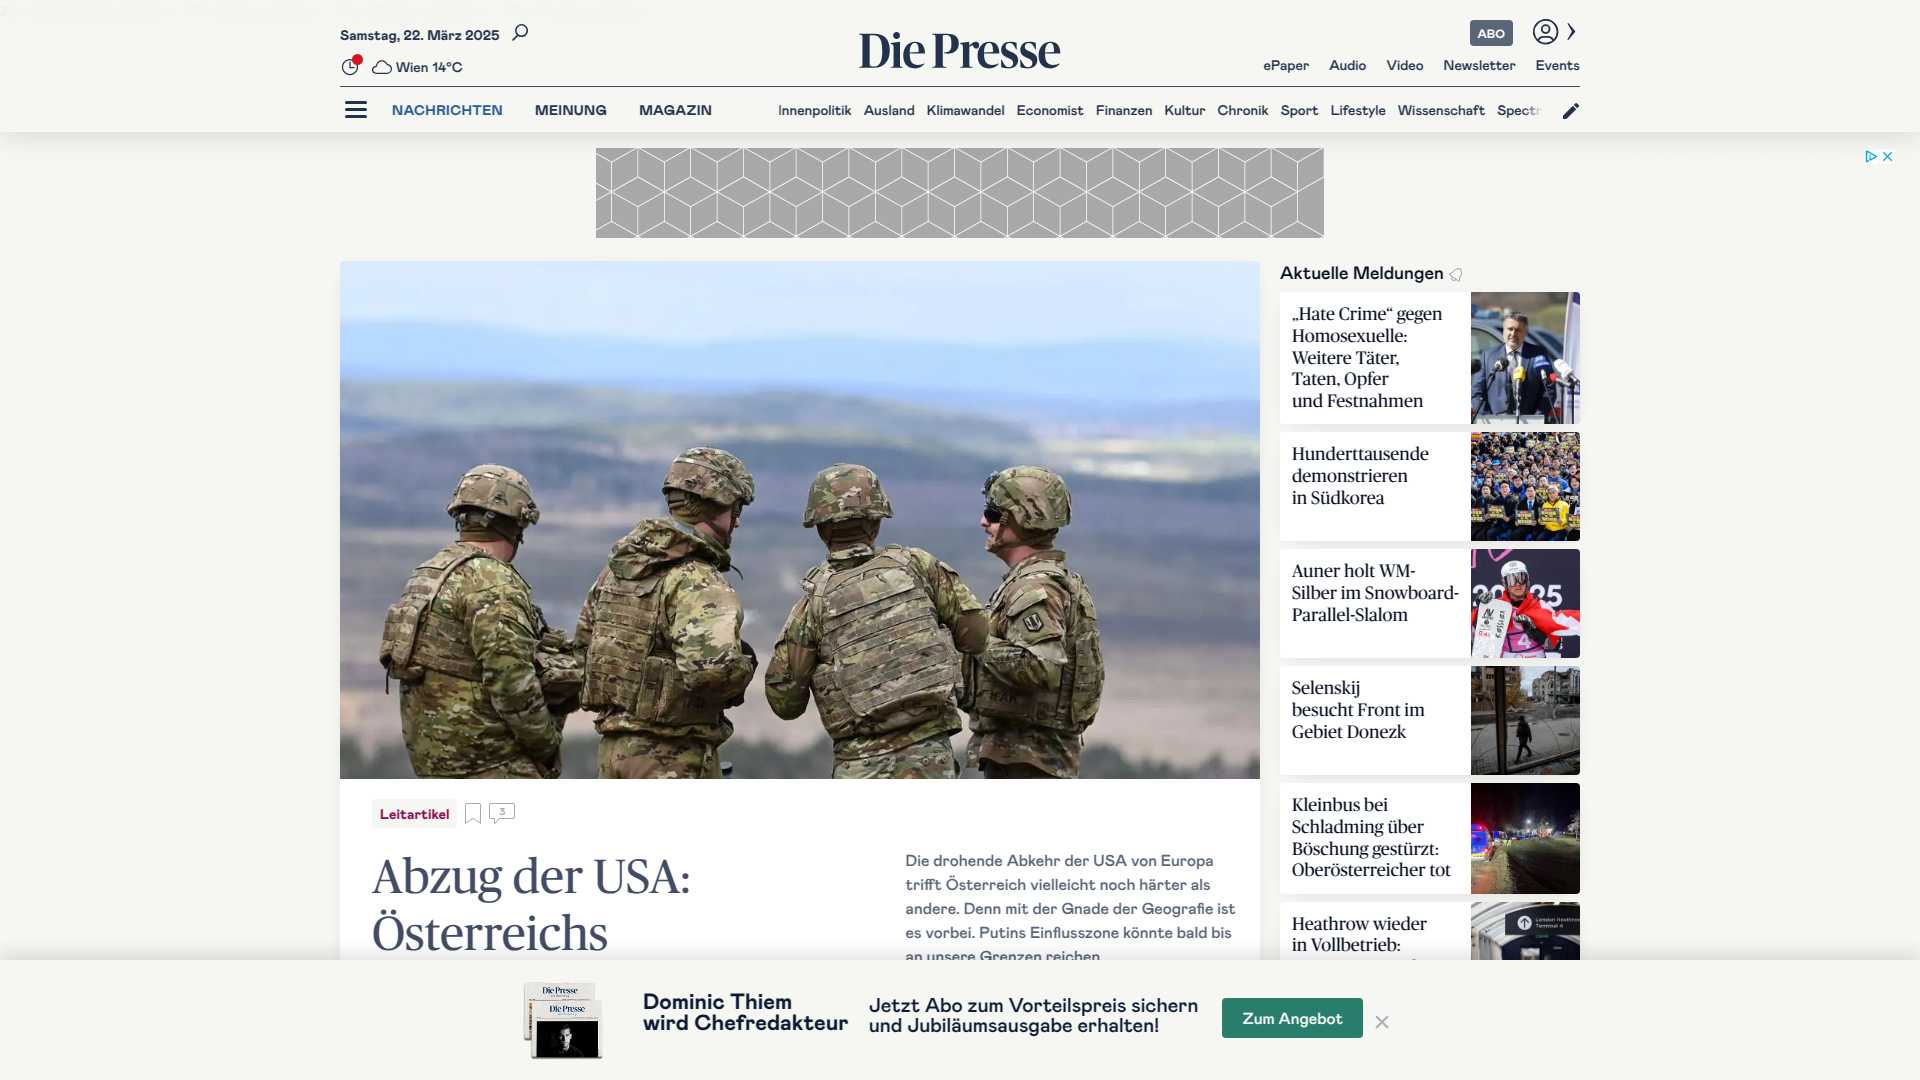 Samstag, 22. März 2025
Wien 14°C
Die Presse
ABO
ePaper Audio Video Newsletter Events
NACHRICHTEN MEINUNG MAGAZIN
Innenpolitik Ausland Klimawandel Economist Finanzen Kultur Chronik Sport Lifestyle Wissenschaft Spectr
Aktuelle Meldungen
„Hate Crime“ gegen
Homosexuelle:
Weitere Täter,
Taten, Opfer
und Festnahmen
Hunderttausende
demonstrieren
in Südkorea
Auner holt WM-
Silber im Snowboard-
Parallel-Slalom
Selenskij
besucht Front im
Gebiet Donezk
Kleinbus bei
Schladming über
Böschung gestürzt:
Oberösterreicher tot
Heathrow wieder
in Vollbetrieb:
Leitartikel
3
Abzug der USA:
Österreichs
Die drohende Abkehr der USA von Europa
trifft Österreich vielleicht noch härter als
andere. Denn mit der Gnade der Geografie ist
es vorbei. Putins Einflusszone könnte bald bis
an unsere Grenzen reichen.
Die Presse
Die Presse
Dominic Thiem
wird Chefredakteur
Jetzt Abo zum Vorteilspreis sichern
und Jubiläumsausgabe erhalten!
Zum Angebot